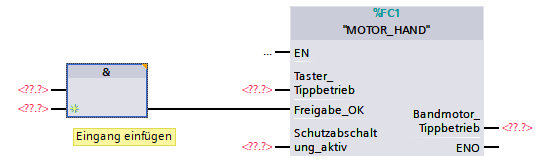 %FC1
"MOTOR_HAND"
&
... EN
<??.?>
<??.?> Taster_
Tippbetrieb
<??.?>
Freigabe_OK
Eingang einfügen
<??.?> Schutzabschalt
ung_aktiv
Bandmotor_
Tippbetrieb <??.?>
ENO